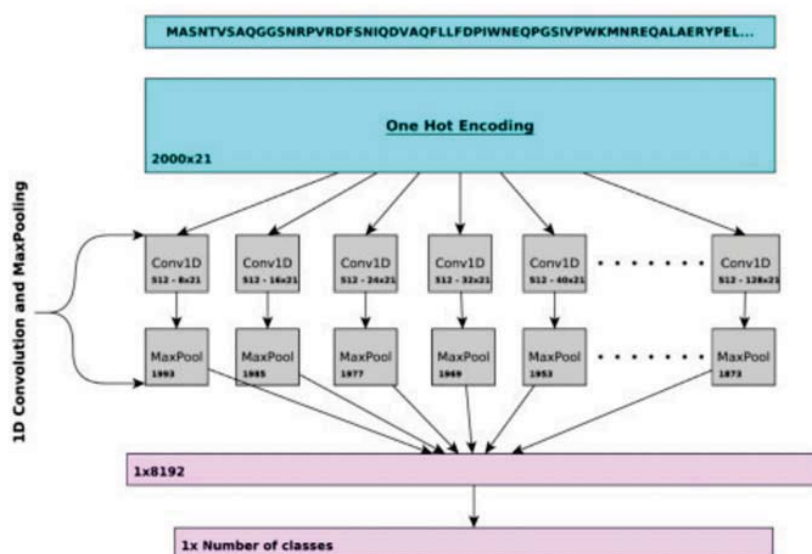 MASNTVSAQGGSNRPVRDFSNIQDVAQFLLFDPIWNEQPGSIVPWKMNREQALAERYPEL...
One Hot Encoding
2000x21
1D Convolution and MaxPooling
Conv1D
512 - 8x21
Conv1D
512 - 16x21
Conv1D
512 - 24x21
Conv1D
512 - 32x21
Conv1D
512 - 40x21
Conv1D
512 - 128x21
MaxPool
1993
MaxPool
1985
MaxPool
1977
MaxPool
1969
MaxPool
1953
MaxPool
1873
1x8192
1x Number of classes